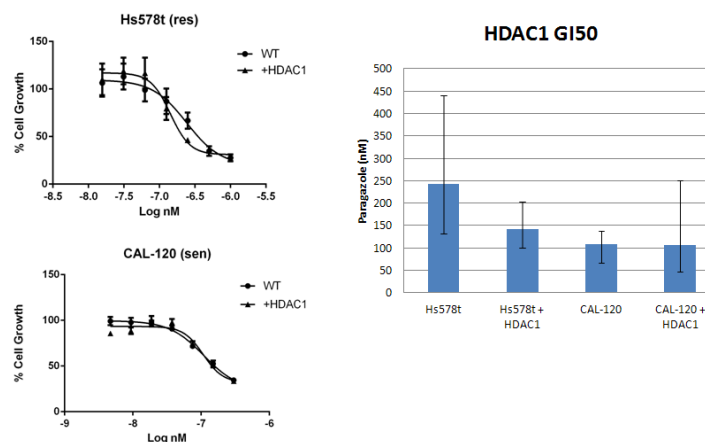 Hs578t (res)
150
100
50
0
% Cell Growth
WT
+HDAC1
-8.5
-8.0
-7.5
-7.0
-6.5
-6.0
-5.5
Log nM
CAL-120 (sen)
150
100
50
0
% Cell Growth
WT
+HDAC1
-9
-8
-7
-6
Log nM
HDAC1 GI50
500
450
400
350
300
250
200
150
100
50
0
Paragazole (nM)
Hs578t
Hs578t +
HDAC1
CAL-120
CAL-120 +
HDAC1